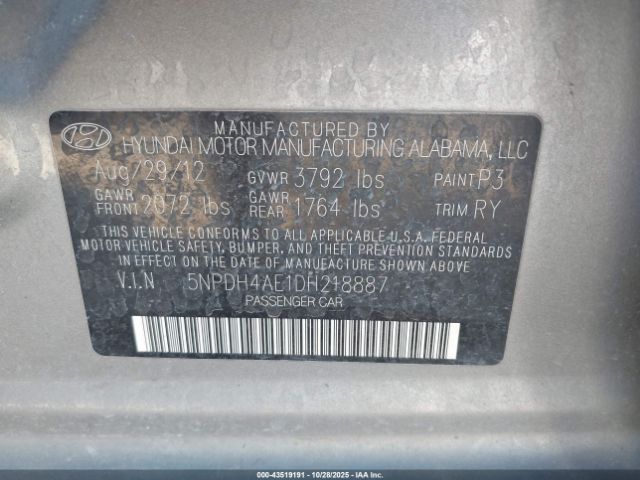 MANUFACTURED BY
HYUNDAI MOTOR MANUFACTURING ALABAMA, LLC
Aug/29/12 GVWR 3792 lbs PAINT P3
GAWR FRONT 2072 lbs GAWR REAR 1764 lbs TRIM RY
THIS VEHICLE CONFORMS TO ALL APPLICABLE U.S.A. FEDERAL
MOTOR VEHICLE SAFETY, BUMPER, AND THEFT PREVENTION STANDARDS
IN EFFECT ON THE DATE OF MANUFACTURE SHOWN ABOVE.
V.I.N 5NPDH4AE1DH218887
PASSENGER CAR
000-43519191 - 10/28/2025 - IAAI.COM